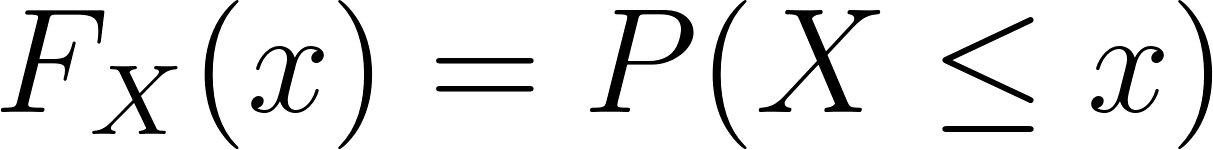 F_X(x) = P(X ≤ x)